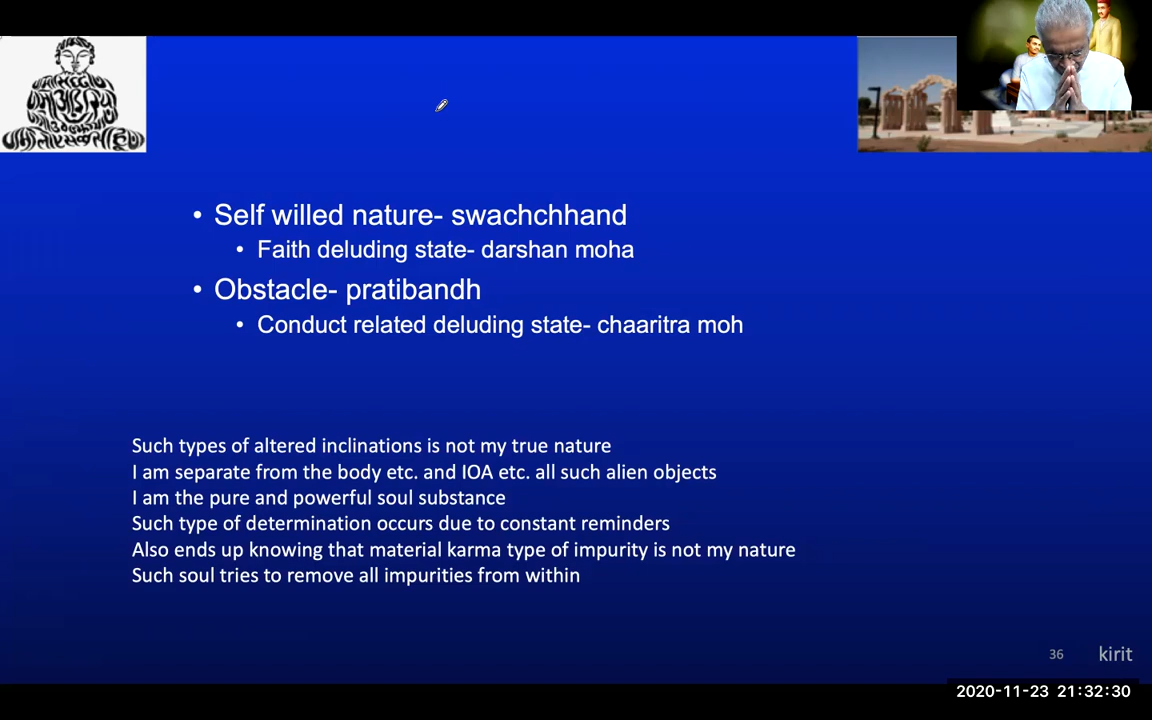 • Self willed nature- swachchhand
• Faith deluding state- darshan moha
• Obstacle- pratibandh
• Conduct related deluding state- chaaritra moh
Such types of altered inclinations is not my true nature
I am separate from the body etc. and IOA etc. all such alien objects
I am the pure and powerful soul substance
Such type of determination occurs due to constant reminders
Also ends up knowing that material karma type of impurity is not my nature
Such soul tries to remove all impurities from within
36 kirit
2020-11-23 21:32:30